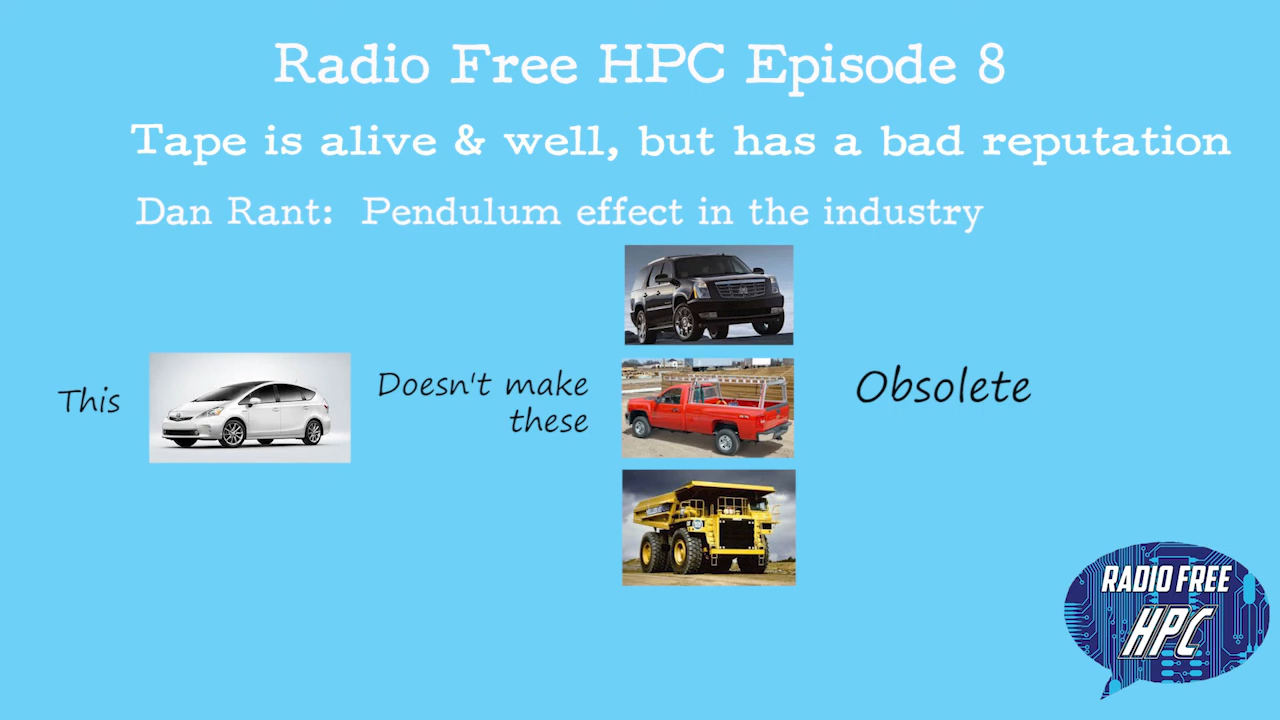 Radio Free HPC Episode 8
Tape is alive & well, but has a bad reputation
Dan Rant: Pendulum effect in the industry
This
Doesn't make
these
Obsolete
RADIO FREE
HPC